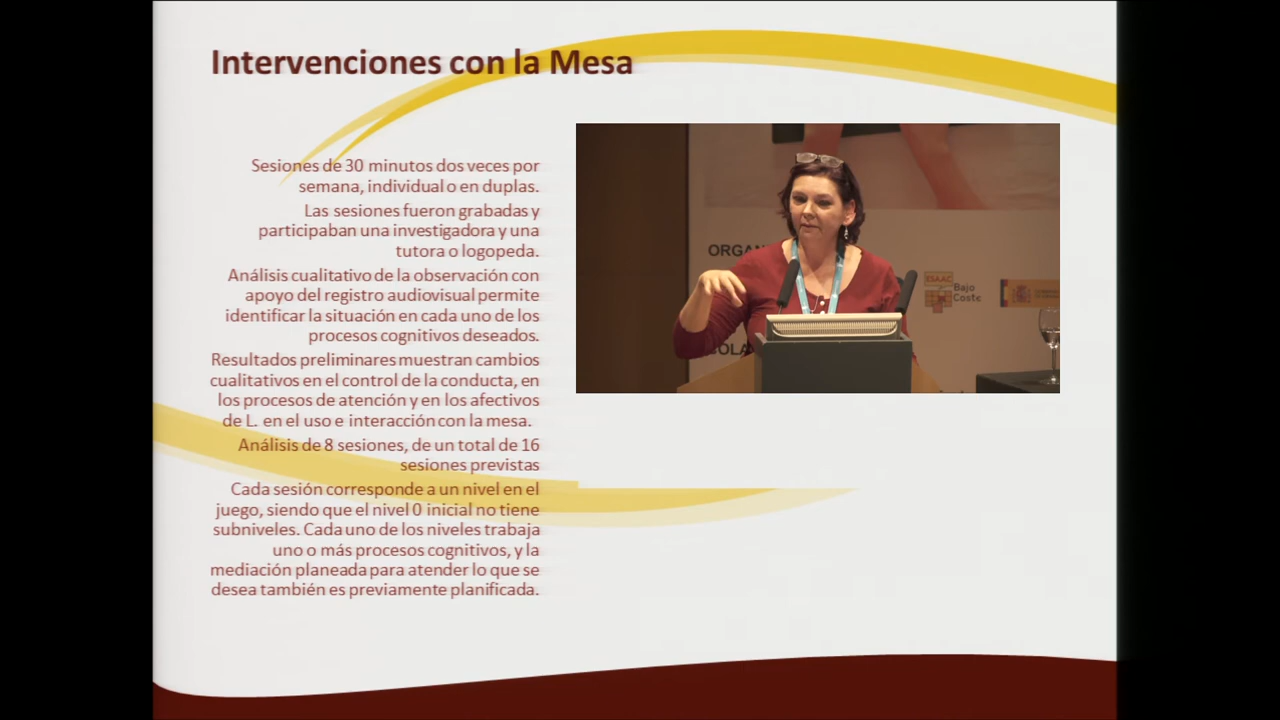 Intervenciones con la Mesa
Sesiones de 30 minutos dos veces por
semana, individual o en duplas.
Las sesiones fueron grabadas y
participaban una investigadora y una
tutora o logopeda.
Análisis cualitativo de la observación con
apoyo del registro audiovisual permite
identificar la situación en cada uno de los
procesos cognitivos deseados.
Resultados preliminares muestran cambios
cualitativos en el control de la conducta, en
los procesos de atención y en los afectivos
de L. en el uso e interacción con la mesa.
Análisis de 8 sesiones, de un total de 16
sesiones previstas
Cada sesión corresponde a un nivel en el
juego, siendo que el nivel 0 inicial no tiene
subniveles. Cada uno de los niveles trabaja
uno o más procesos cognitivos, y la
mediación planeada para atender lo que se
desea también es previamente planificada.
ORGAN
ISAAC
Bajo
Coste